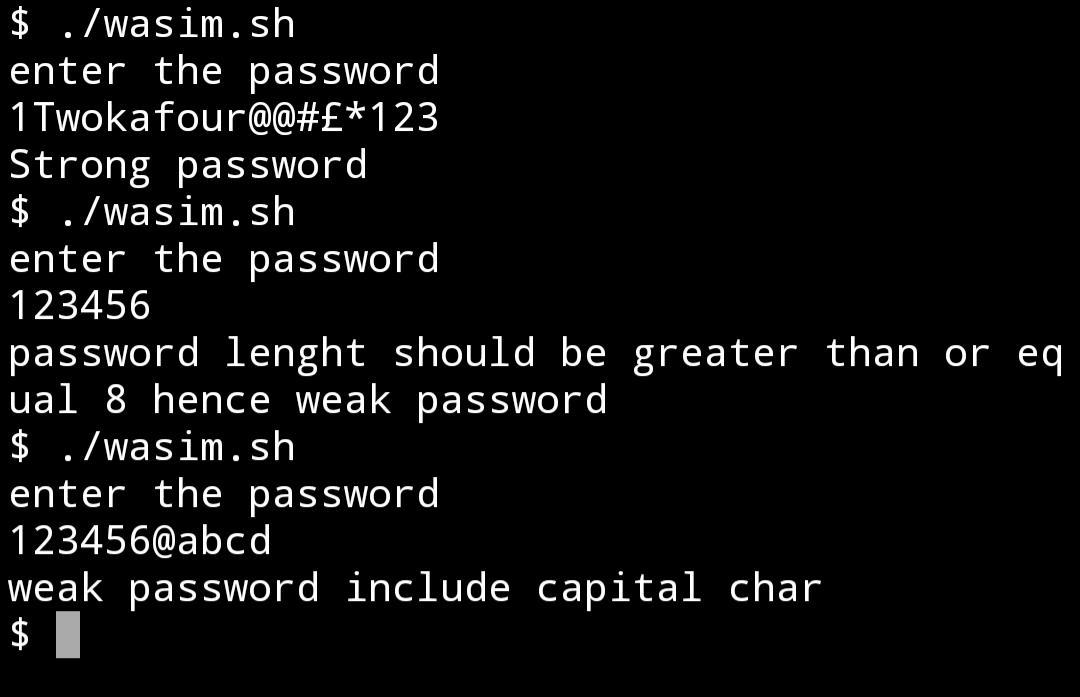 $ ./wasim.sh
enter the password
1Twokafour@@#£*123
Strong password
$ ./wasim.sh
enter the password
123456
password lenght should be greater than or eq
ual 8 hence weak password
$ ./wasim.sh
enter the password
123456@abcd
weak password include capital char
$